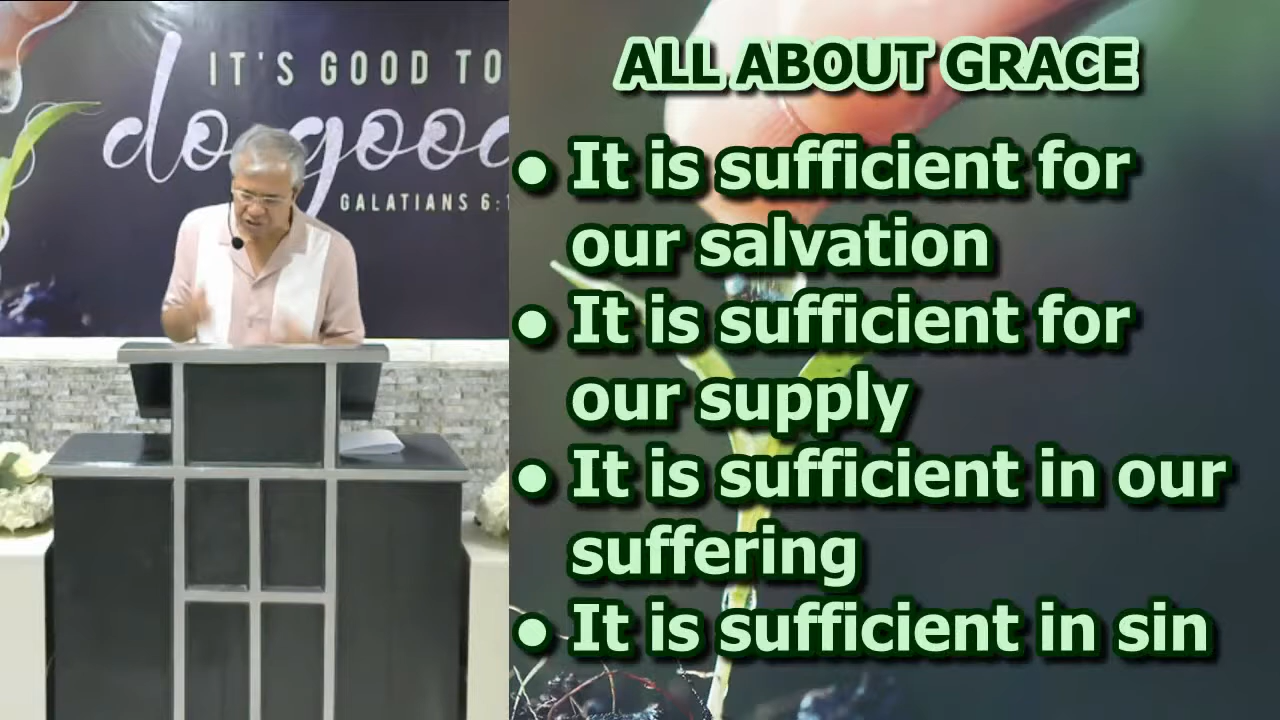 IT'S GOOD TO
do good
GALATIANS 6:1
ALL ABOUT GRACE
● It is sufficient for
our salvation
● It is sufficient for
our supply
● It is sufficient in our
suffering
● It is sufficient in sin